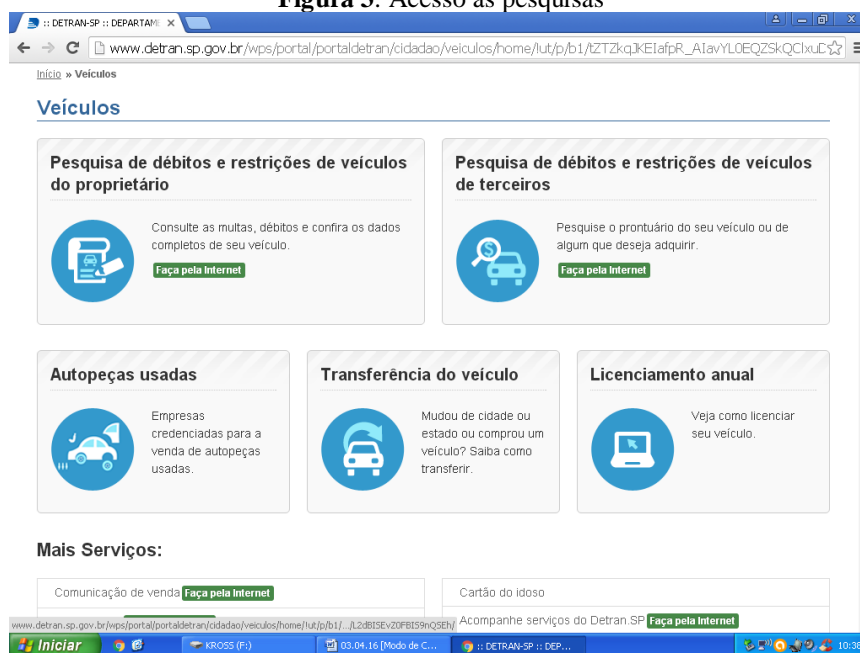 Figura 3. Acesso às pesquisas
:: DETRAN-SP :: DEPARTAME
www.detran.sp.gov.br/wps/portal/portaldetran/cidadao/veiculos/home/!ut/p/b1/
Início » Veículos
Veículos
Pesquisa de débitos e restrições de veículos
do proprietário
Consulte as multas, débitos e confira os dados
completos de seu veículo.
Faça pela Internet
Pesquisa de débitos e restrições de veículos
de terceiros
Pesquise o prontuário do seu veículo ou de
algum que deseja adquirir.
Faça pela Internet
Autopeças usadas
Empresas
credenciadas para a
venda de autopeças
usadas.
Transferência do veículo
Mudou de cidade ou
estado ou comprou um
veículo? Saiba como
transferir.
Licenciamento anual
Veja como licenciar
seu veículo.
Mais Serviços:
Comunicação de venda Faça pela Internet
Cartão do idoso
Acompanhe serviços do Detran.SP Faça pela Internet
www.detran.sp.gov.br/wps/portal/portaldetran/cidadao/veiculos/home/!ut/p/b1/.../L2dBISEvZ0FBIS9nQSEh/
Iniciar
KROSS (F:)
03.04.16 [Modo de C...
:: DETRAN-SP :: DEP...
10:38